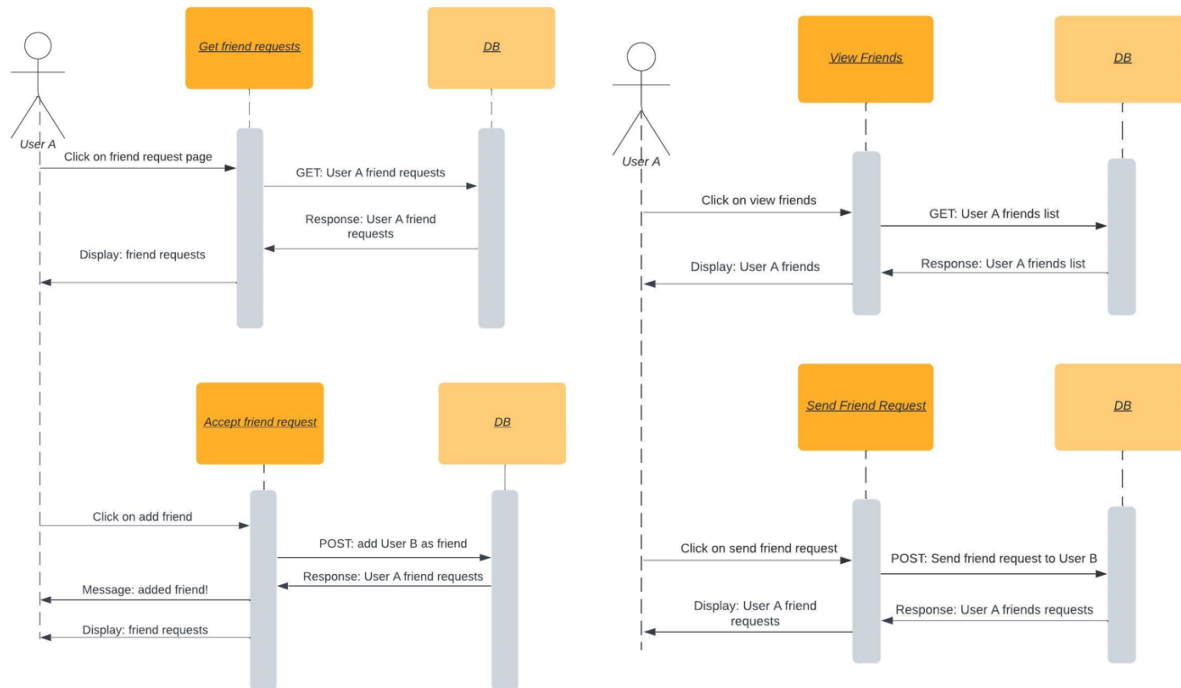 Get friend requests
DB
User A
Click on friend request page
GET: User A friend requests
Response: User A friend
requests
Display: friend requests
Accept friend request
DB
Click on add friend
POST: add User B as friend
Response: User A friend requests
Message: added friend!
Display: friend requests
View Friends
DB
User A
Click on view friends
GET: User A friends list
Response: User A friends list
Display: User A friends
Send Friend Request
DB
Click on send friend request
POST: Send friend request to User B
Response: User A friends requests
Display: User A friend
requests